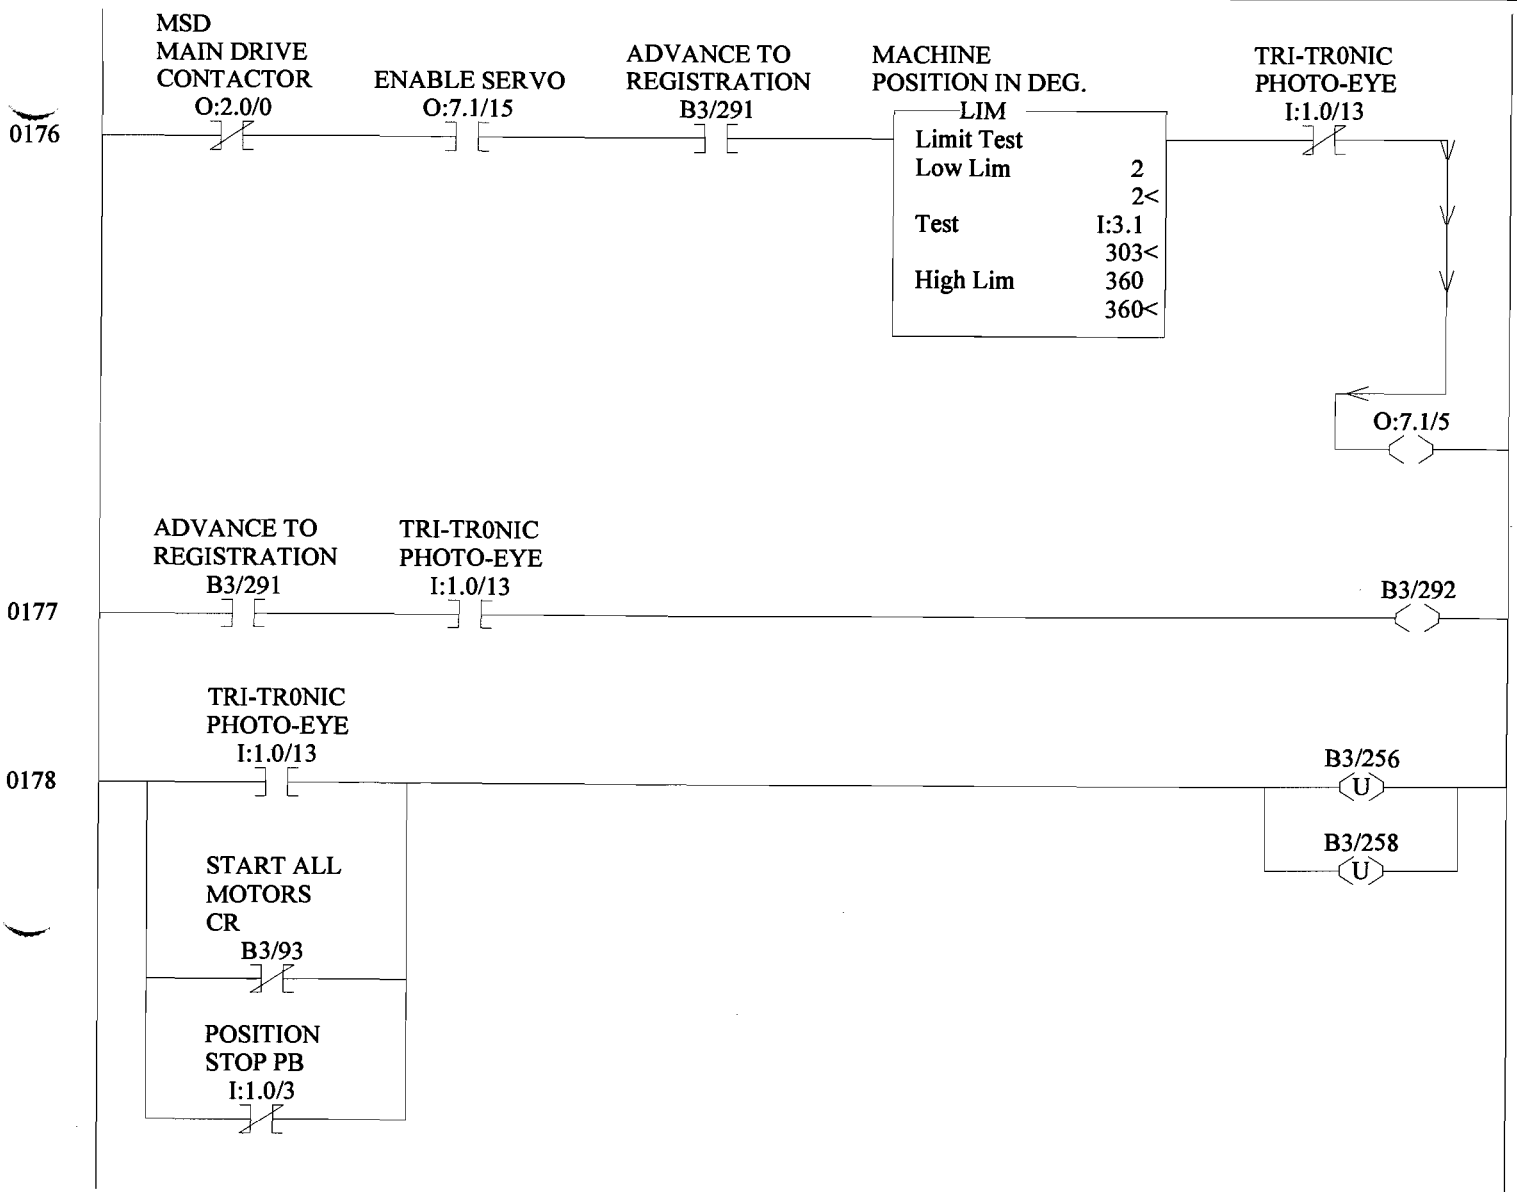 MSD
MAIN DRIVE
CONTACTOR
O:2.0/0
ENABLE SERVO
O:7.1/15
ADVANCE TO
REGISTRATION
B3/291
MACHINE
POSITION IN DEG.
LIM
Limit Test
Low Lim 2
2<
Test I:3.1
303<
High Lim 360
360<
TRI-TR0NIC
PHOTO-EYE
I:1.0/13
0176
O:7.1/5
ADVANCE TO
REGISTRATION
B3/291
TRI-TR0NIC
PHOTO-EYE
I:1.0/13
0177
B3/292
TRI-TR0NIC
PHOTO-EYE
I:1.0/13
0178
B3/256
U
B3/258
U
START ALL
MOTORS
CR
B3/93
POSITION
STOP PB
I:1.0/3